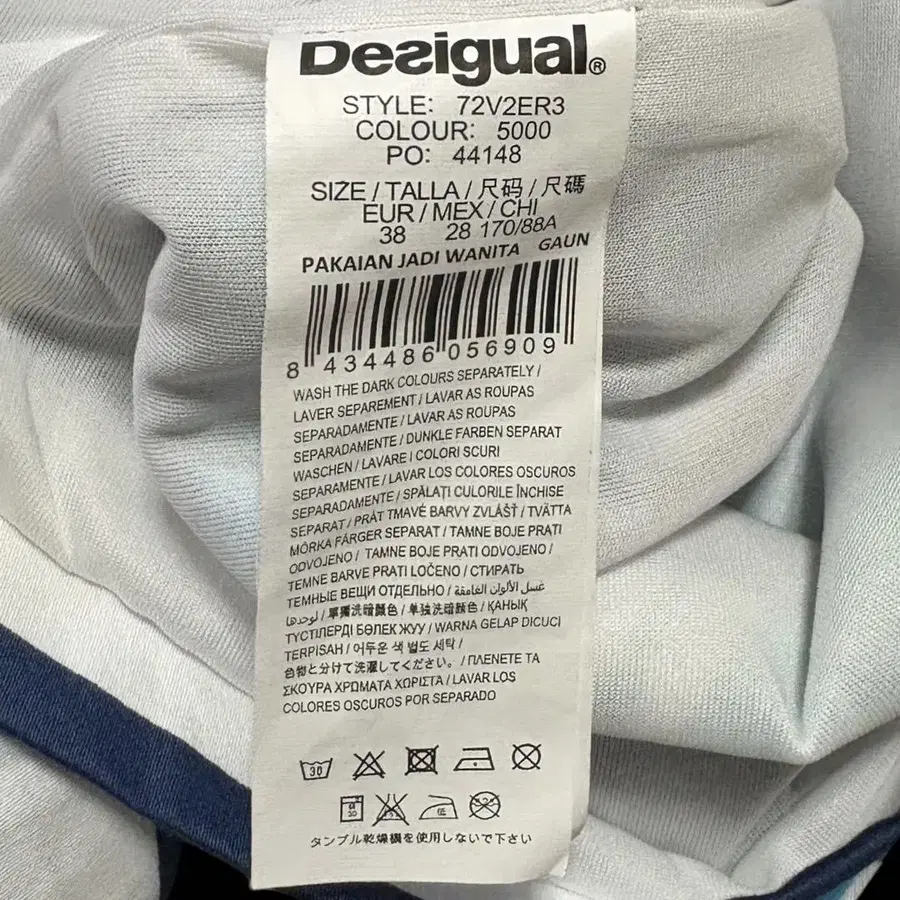 Desigual®
STYLE: 72V2ER3
COLOUR: 5000
PO: 44148
SIZE / TALLA / 尺码 / 尺碼
EUR / MEX / CHI
38 28 170/88A
PAKAIAN JADI WANITA GAUN
8 434486 056909
WASH THE DARK COLOURS SEPARATELY /
LAVER SEPAREMENT / LAVAR AS ROUPAS
SEPARADAMENTE / LAVAR AS ROUPAS
SEPARADAMENTE / DUNKLE FARBEN SEPARAT
WASCHEN / LAVARE I COLORI SCURI
SEPARAMENTE / LAVAR LOS COLORES OSCUROS
SEPARADAMENTE / SPĂLAȚI CULORILE ÎNCHISE
SEPARAT / PRÁT TMAVÉ BARVY ZVLÁŠŤ / TVÄTTA
MÖRKA FÄRGER SEPARAT / TAMNE BOJE PRATI
ODVOJENO / TAMNE BOJE PRATI ODVOJENO /
TEMNE BARVE PRATI LOČENO / СТИРАТЬ
ТЕМНЫЕ ВЕЩИ ОТДЕЛЬНО / غسل الألوان الغامقة
لوحدها / 單獨洗暗顏色 / 单独洗暗颜色 / ҚАНЫҚ
ТҮСТІЛЕРДІ БӨЛЕК ЖУУ / WARNA GELAP DICUCI
TERPISAH / 어두운 색 별도 세탁 /
色物と分けて洗濯してください。 / ΠΛΕΝΕΤΕ ΤΑ
ΣΚΟΥΡΑ ΧΡΩΜΑΤΑ ΧΩΡΙΣΤΑ / LAVAR LOS
COLORES OSCUROS POR SEPARADO
30
30 低
タンブル乾燥機を使用しないで下さい